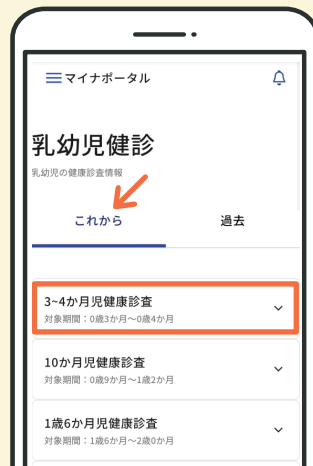 マイナポータル
乳幼児健診
乳幼児の健康診査情報
これから 過去
3~4か月児健康診査
対象期間：0歳3か月〜0歳4か月
10か月児健康診査
対象期間：0歳9か月〜1歳2か月
1歳6か月児健康診査
対象期間：1歳6か月〜2歳0か月